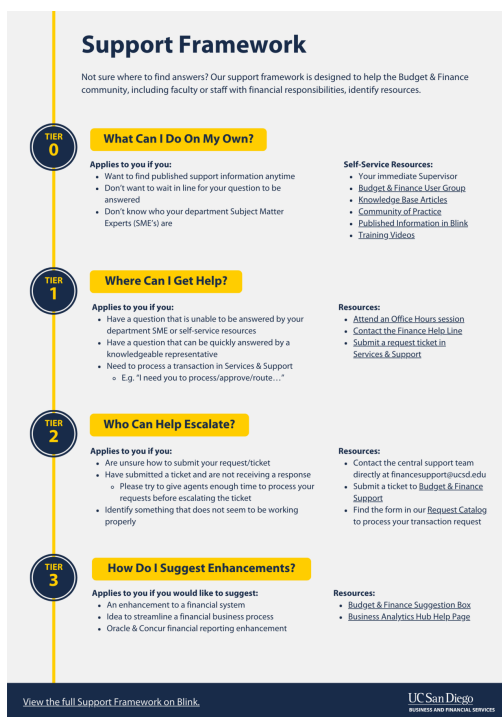 Support Framework
Not sure where to find answers? Our support framework is designed to help the Budget & Finance
community, including faculty or staff with financial responsibilities, identify resources.
TIER
0
What Can I Do On My Own?
Applies to you if you:
• Want to find published support information anytime
• Don't want to wait in line for your question to be
answered
• Don't know who your department Subject Matter
Experts (SME's) are
Self-Service Resources:
• Your immediate Supervisor
• Budget & Finance User Group
• Knowledge Base Articles
• Community of Practice
• Published Information in Blink
• Training Videos
TIER
1
Where Can I Get Help?
Applies to you if you:
• Have a question that is unable to be answered by your
department SME or self-service resources
• Have a question that can be quickly answered by a
knowledgeable representative
• Need to process a transaction in Services & Support
◦ E.g. "I need you to process/approve/route…"
Resources:
• Attend an Office Hours session
• Contact the Finance Help Line
• Submit a request ticket in
Services & Support
TIER
2
Who Can Help Escalate?
Applies to you if you:
• Are unsure how to submit your request/ticket
• Have submitted a ticket and are not receiving a response
◦ Please try to give agents enough time to process your
requests before escalating the ticket
• Identify something that does not seem to be working
properly
Resources:
• Contact the central support team
directly at financesupport@ucsd.edu
• Submit a ticket to Budget & Finance
Support
• Find the form in our Request Catalog
to process your transaction request
TIER
3
How Do I Suggest Enhancements?
Applies to you if you would like to suggest:
• An enhancement to a financial system
• Idea to streamline a financial business process
• Oracle & Concur financial reporting enhancement
Resources:
• Budget & Finance Suggestion Box
• Business Analytics Hub Help Page
View the full Support Framework on Blink.
UC San Diego
BUSINESS AND FINANCIAL SERVICES